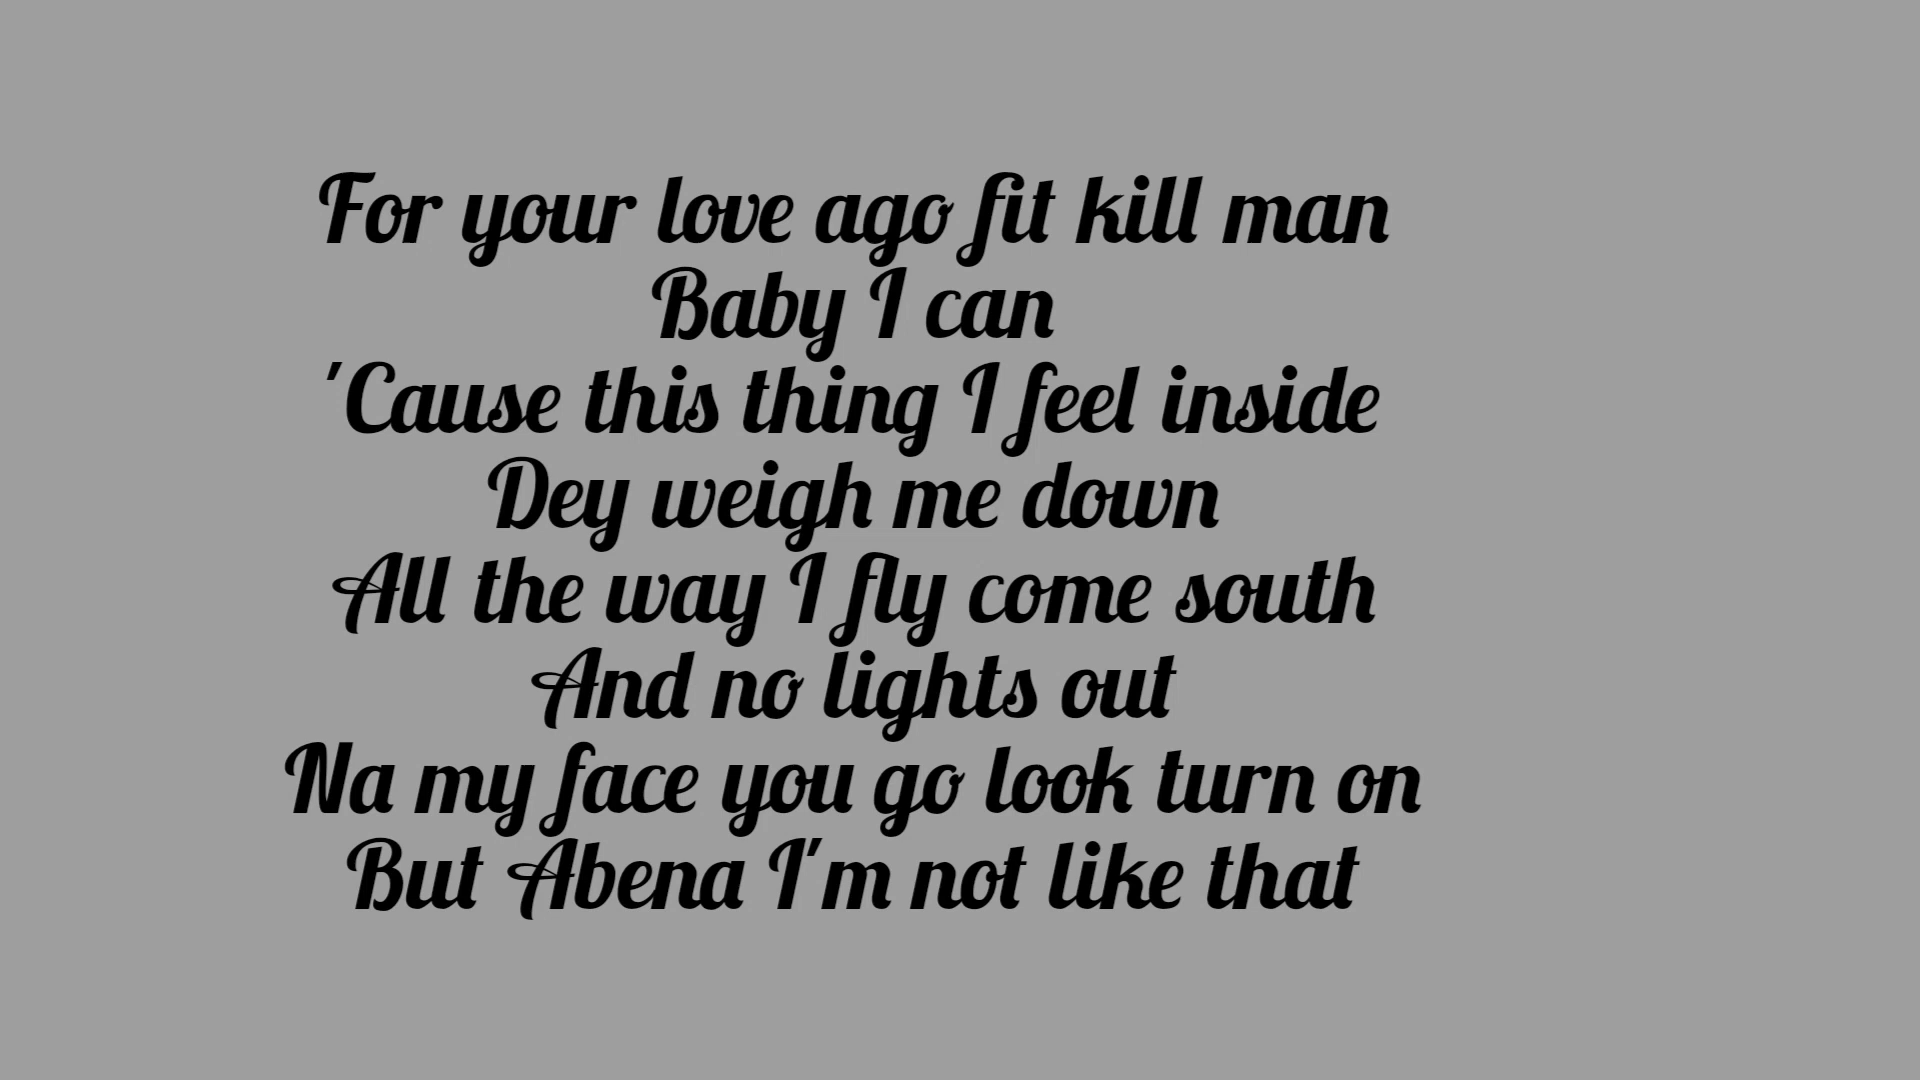 For your love ago fit kill man
Baby I can
'Cause this thing I feel inside
Dey weigh me down
All the way I fly come south
And no lights out
Na my face you go look turn on
But Abena I'm not like that